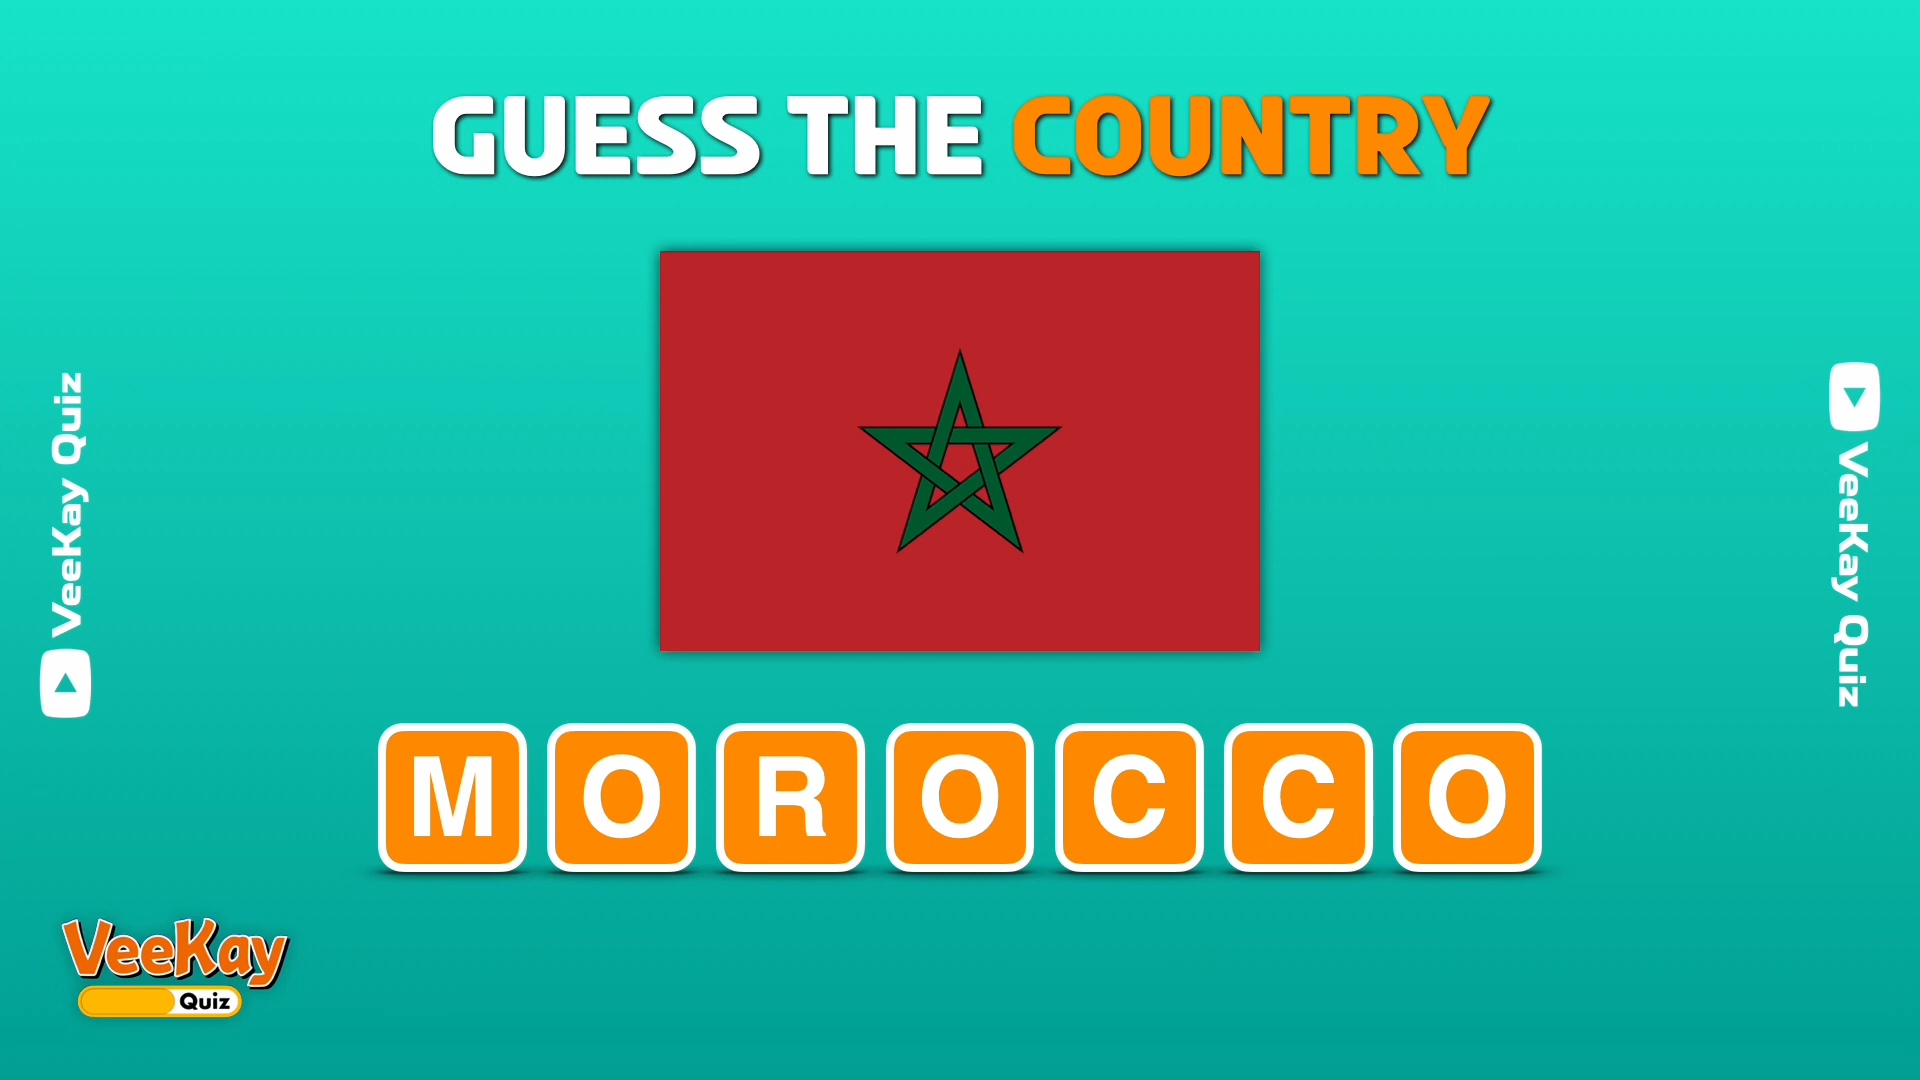 GUESS THE COUNTRY
VeeKay Quiz
VeeKay Quiz
MOROCCO
VeeKay
Quiz